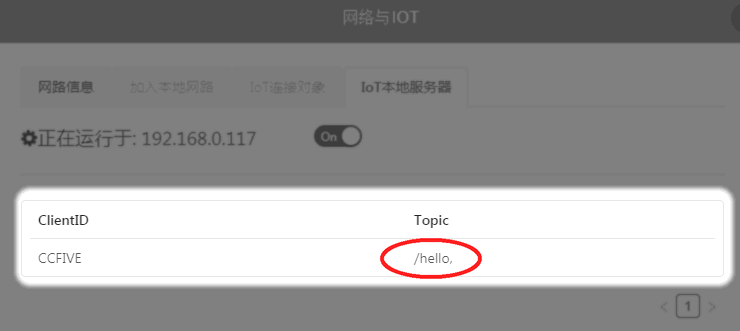 网络与IOT
网路信息 加入本地网路 IoT连接对象 IoT本地服务器
正在运行于: 192.168.0.117 On
ClientID Topic
CCFIVE /hello,
< 1 >